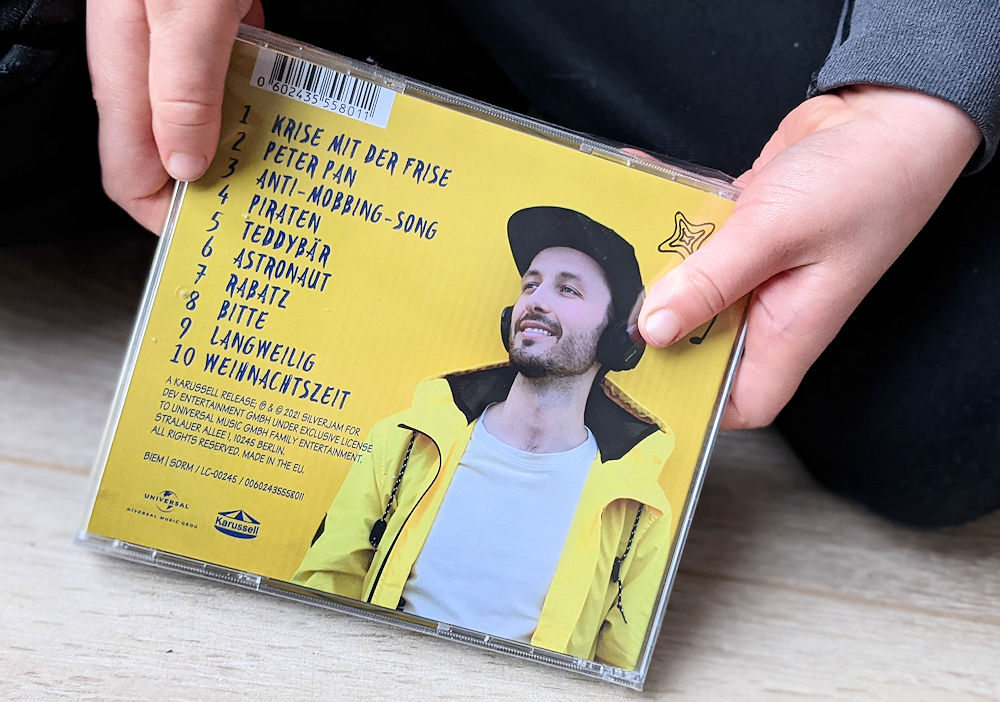 0 602435 558011
1 KRISE MIT DER FRISE
2 PETER PAN
3 ANTI-MOBBING-SONG
4 PIRATEN
5 TEDDYBÄR
6 ASTRONAUT
7 RABATZ
8 BITTE
9 LANGWEILIG
10 WEIHNACHTSZEIT
A KARUSSELL RELEASE; ℗ & © 2021 SILVERJAM FOR
DEV ENTERTAINMENT GMBH UNDER EXCLUSIVE LICENSE
TO UNIVERSAL MUSIC GMBH FAMILY ENTERTAINMENT,
STRALAUER ALLEE 1, 10245 BERLIN.
ALL RIGHTS RESERVED. MADE IN THE EU.
BIEM | SDRM / LC-00245 / 00602435558011
UNIVERSAL
NIVERSAL MUSIC GROU
Karussell